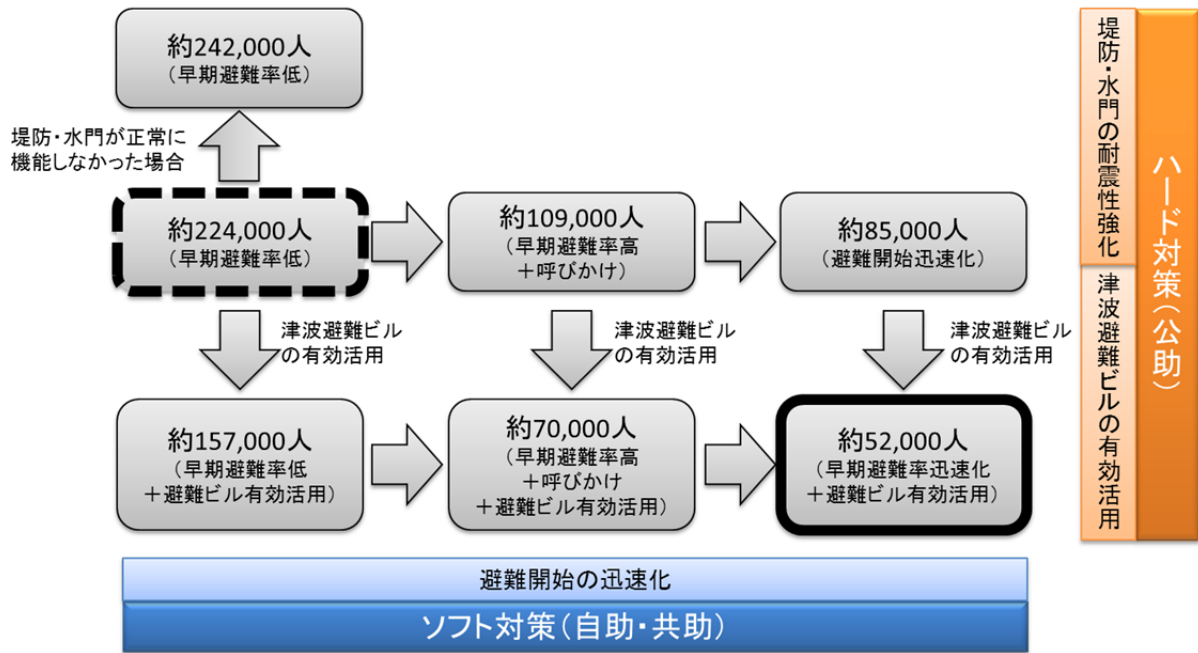 約242,000人
（早期避難率低）
堤防・水門が正常に
機能しなかった場合
約224,000人
（早期避難率低）
約109,000人
（早期避難率高
＋呼びかけ）
約85,000人
（避難開始迅速化）
津波避難ビル
の有効活用
津波避難ビル
の有効活用
津波避難ビル
の有効活用
約157,000人
（早期避難率低
＋避難ビル有効活用）
約70,000人
（早期避難率高
＋呼びかけ
＋避難ビル有効活用）
約52,000人
（早期避難率迅速化
＋避難ビル有効活用）
避難開始の迅速化
ソフト対策（自助・共助）
堤防・水門の耐震性強化
津波避難ビルの有効活用
ハード対策（公助）